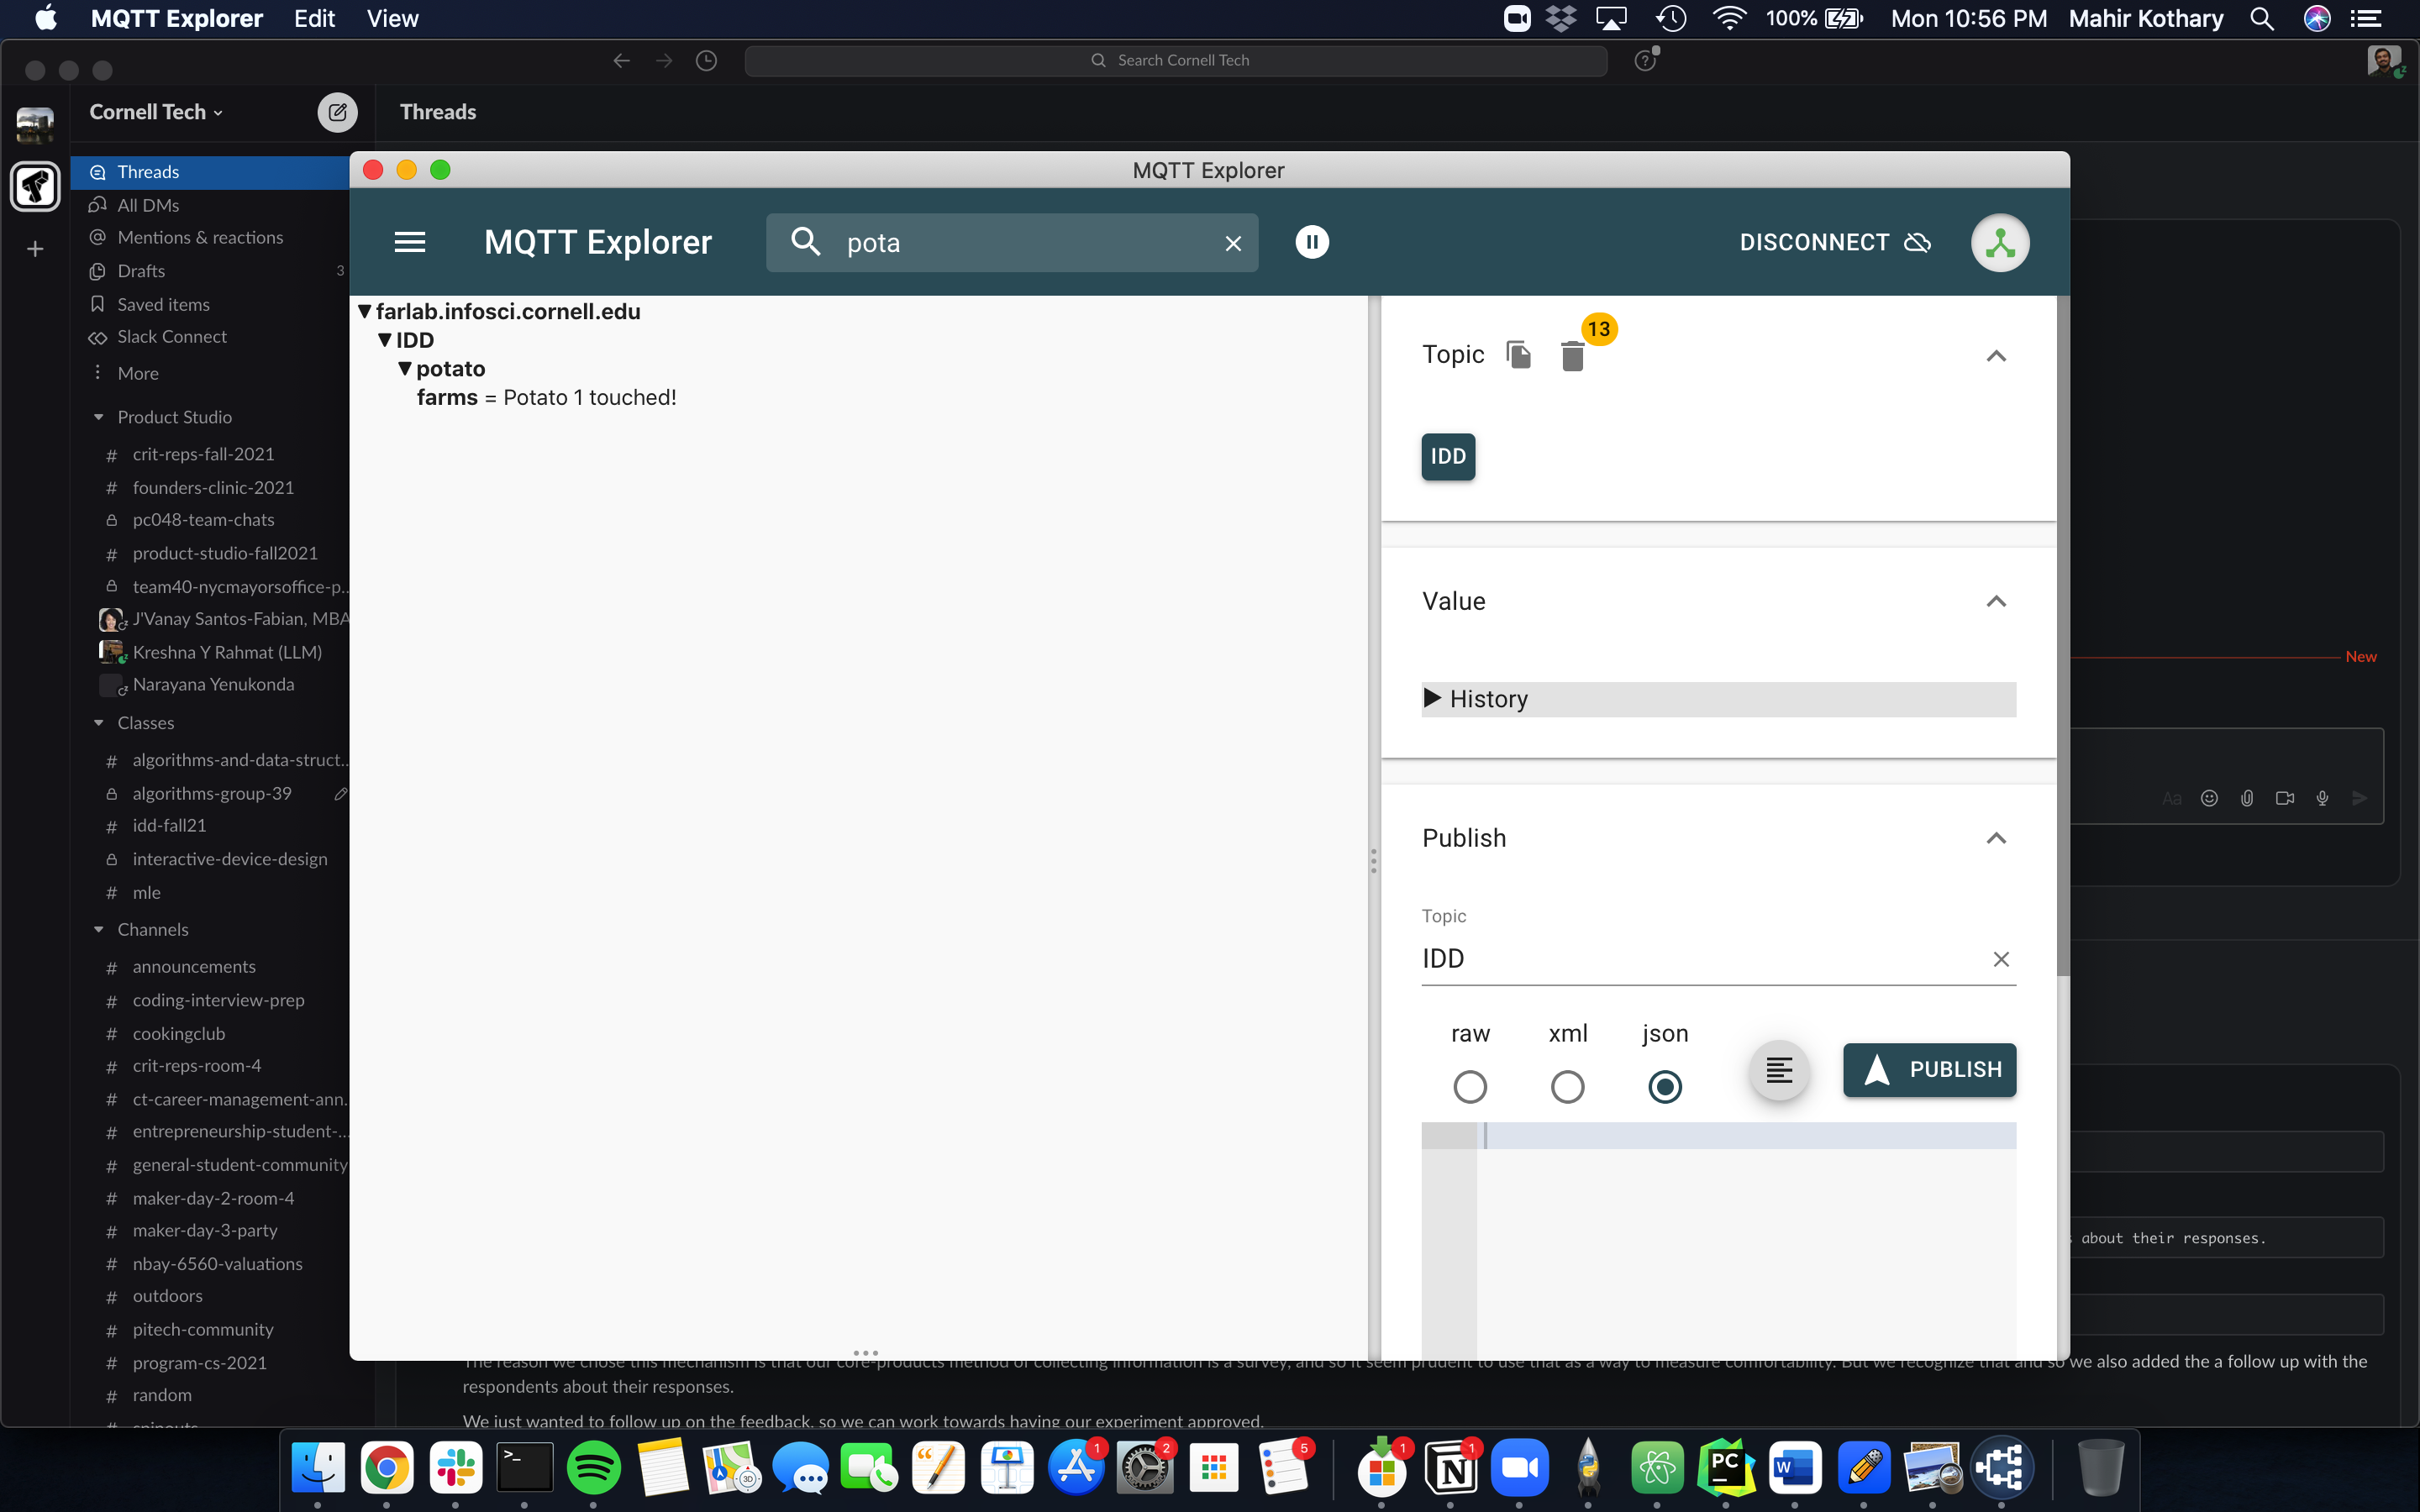 MQTT Explorer Edit View 100% Mon 10:56 PM Mahir Kothary
Search Cornell Tech
Cornell Tech
Threads
Threads
All DMs
Mentions & reactions
Drafts 3
Saved items
Slack Connect
More
Product Studio
# crit-reps-fall-2021
# founders-clinic-2021
pc048-team-chats
# product-studio-fall2021
team40-nycmayorsoffice-p...
J'Vanay Santos-Fabian, MBA
Kreshna Y Rahmat (LLM)
Narayana Yenukonda
Classes
# algorithms-and-data-struct...
algorithms-group-39
# idd-fall21
interactive-device-design
# mle
Channels
# announcements
# coding-interview-prep
# cookingclub
# crit-reps-room-4
# ct-career-management-ann...
# entrepreneurship-student-...
# general-student-community
# maker-day-2-room-4
# maker-day-3-party
# nbay-6560-valuations
# outdoors
# pitech-community
# program-cs-2021
# random
MQTT Explorer
MQTT Explorer
pota
DISCONNECT
farlab.infosci.cornell.edu
IDD
potato
farms = Potato 1 touched!
Topic 13
IDD
Value
History
Publish
Topic
IDD
raw xml json
PUBLISH
New
Aa
about their responses.
The reason we chose this mechanism is that our core-products method of collecting information is a survey, and so it seem prudent to use that as a way to measure comfortability. But we recognize that and so we also added the a follow up with the
respondents about their responses.
We just wanted to follow up on the feedback, so we can work towards having our experiment approved.
>_
3D
1
2
5
1
1
N
PC
W